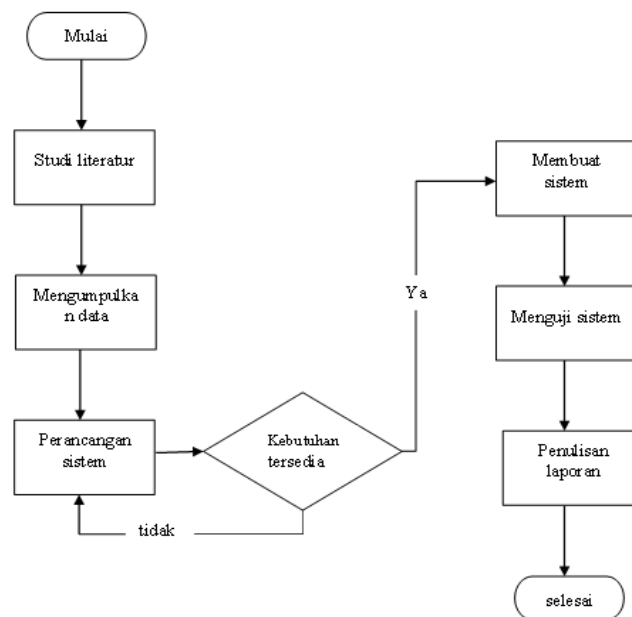 Mulai
Studi literatur
Mengumpulka
n data
Perancangan
sistem
Kebutuhan
tersedia
tidak
Ya
Membuat
sistem
Menguji sistem
Penulisan
laporan
selesai